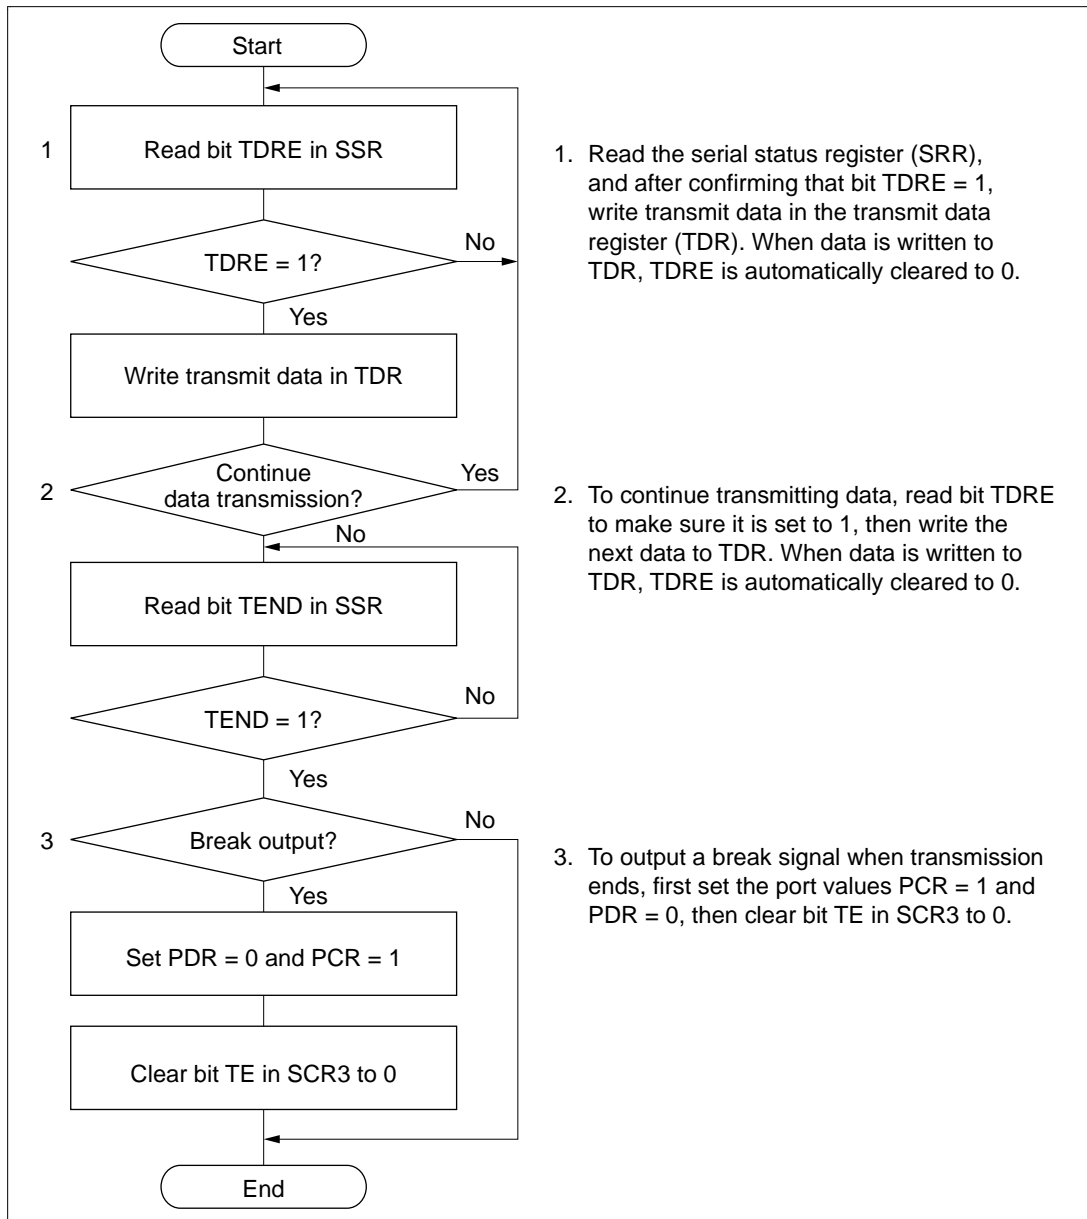 Start
1
Read bit TDRE in SSR
TDRE = 1?
No
Yes
Write transmit data in TDR
2
Continue
data transmission?
Yes
No
Read bit TEND in SSR
TEND = 1?
No
Yes
3
Break output?
No
Yes
Set PDR = 0 and PCR = 1
Clear bit TE in SCR3 to 0
End
1. Read the serial status register (SRR),
and after confirming that bit TDRE = 1,
write transmit data in the transmit data
register (TDR). When data is written to
TDR, TDRE is automatically cleared to 0.
2. To continue transmitting data, read bit TDRE
to make sure it is set to 1, then write the
next data to TDR. When data is written to
TDR, TDRE is automatically cleared to 0.
3. To output a break signal when transmission
ends, first set the port values PCR = 1 and
PDR = 0, then clear bit TE in SCR3 to 0.